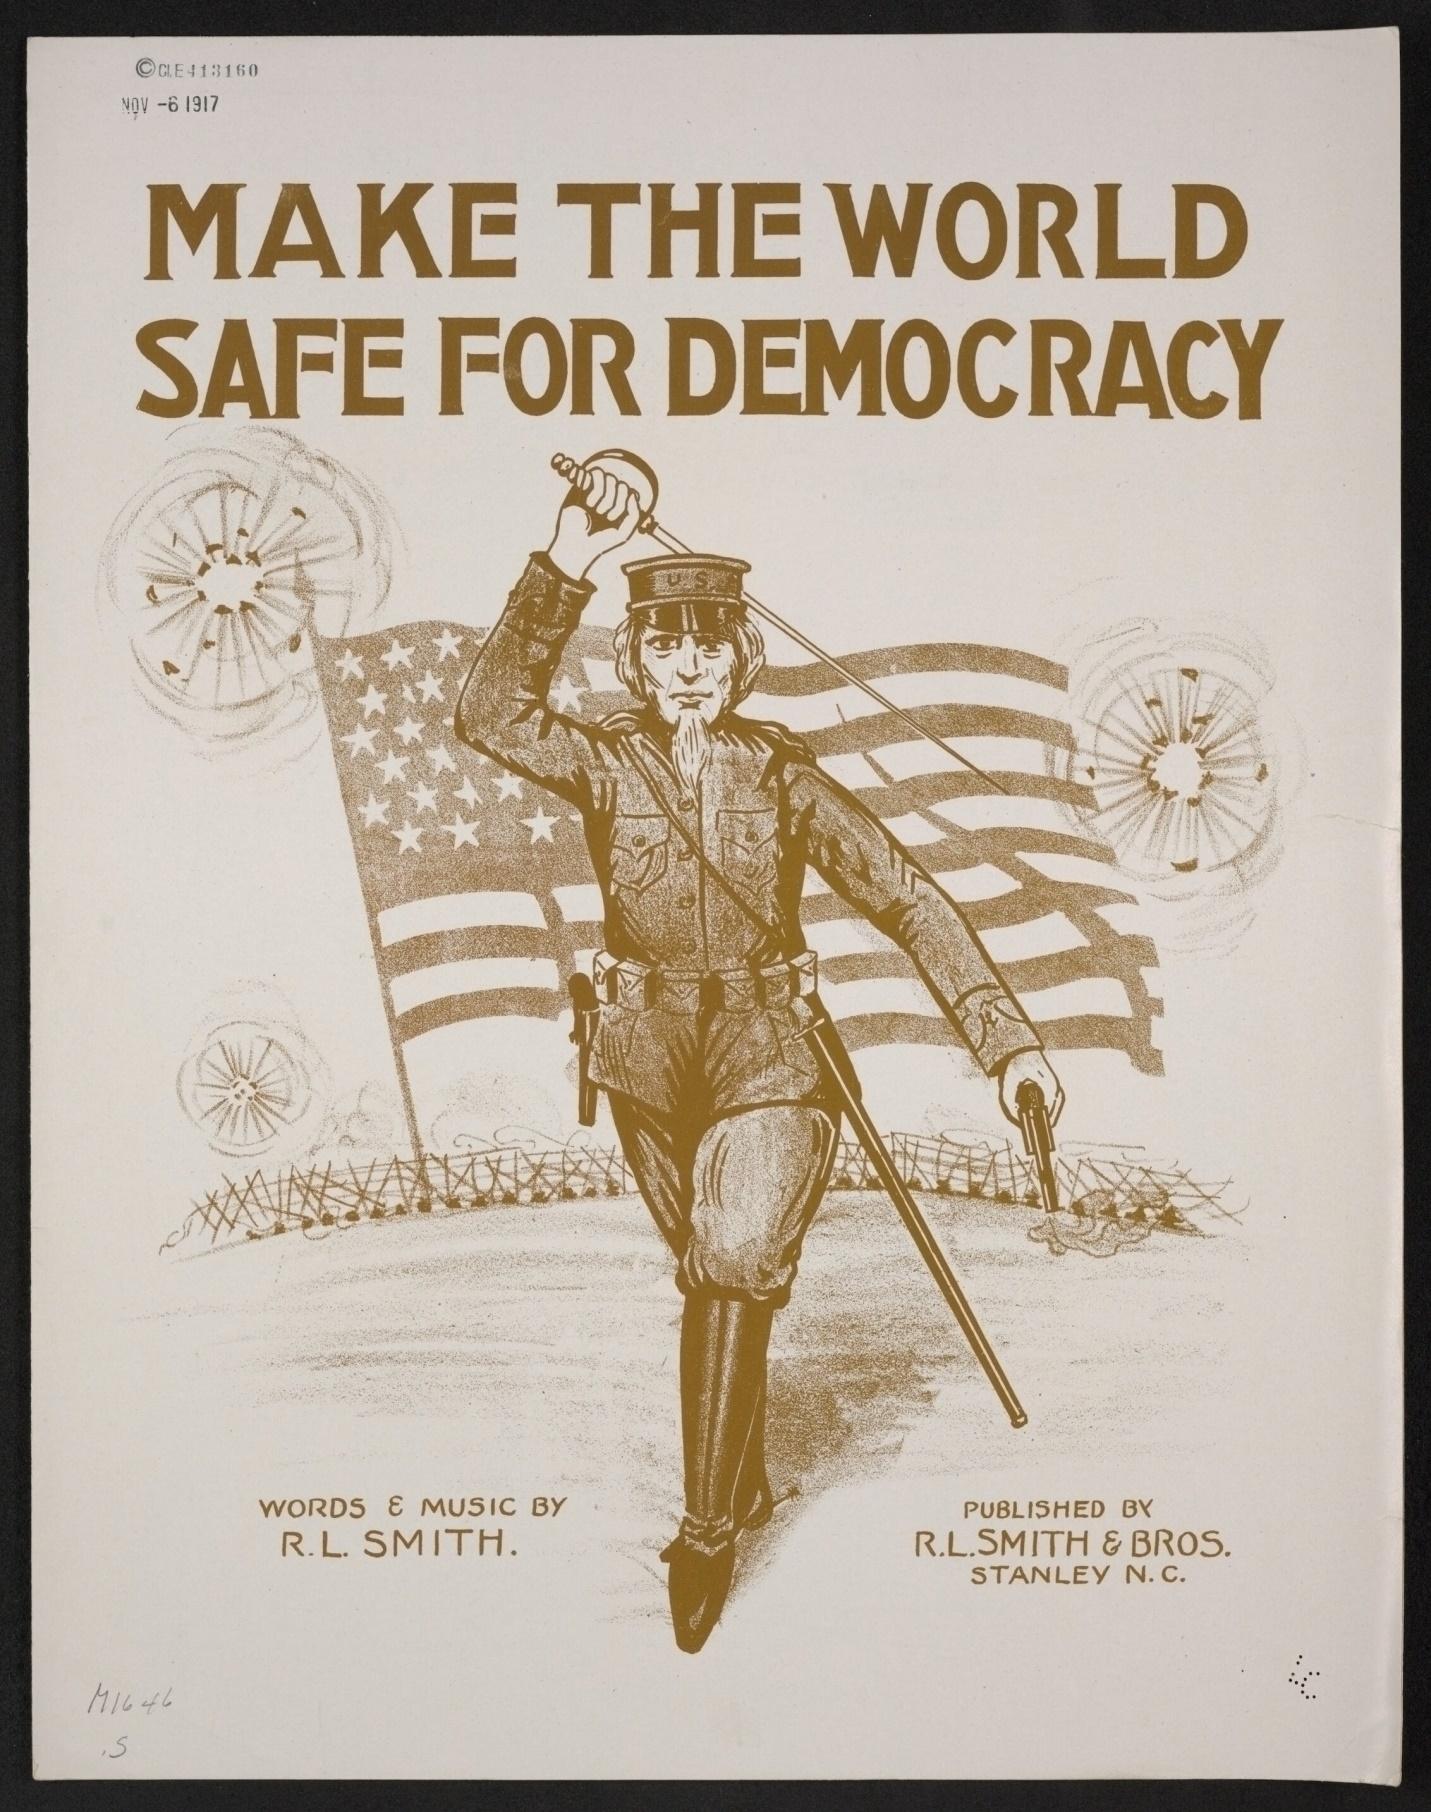 ©CLE413160
NOV -6 1917
MAKE THE WORLD
SAFE FOR DEMOCRACY
U S
WORDS & MUSIC BY
R.L. SMITH.
PUBLISHED BY
R.L. SMITH & BROS.
STANLEY N.C.
M1646
.S